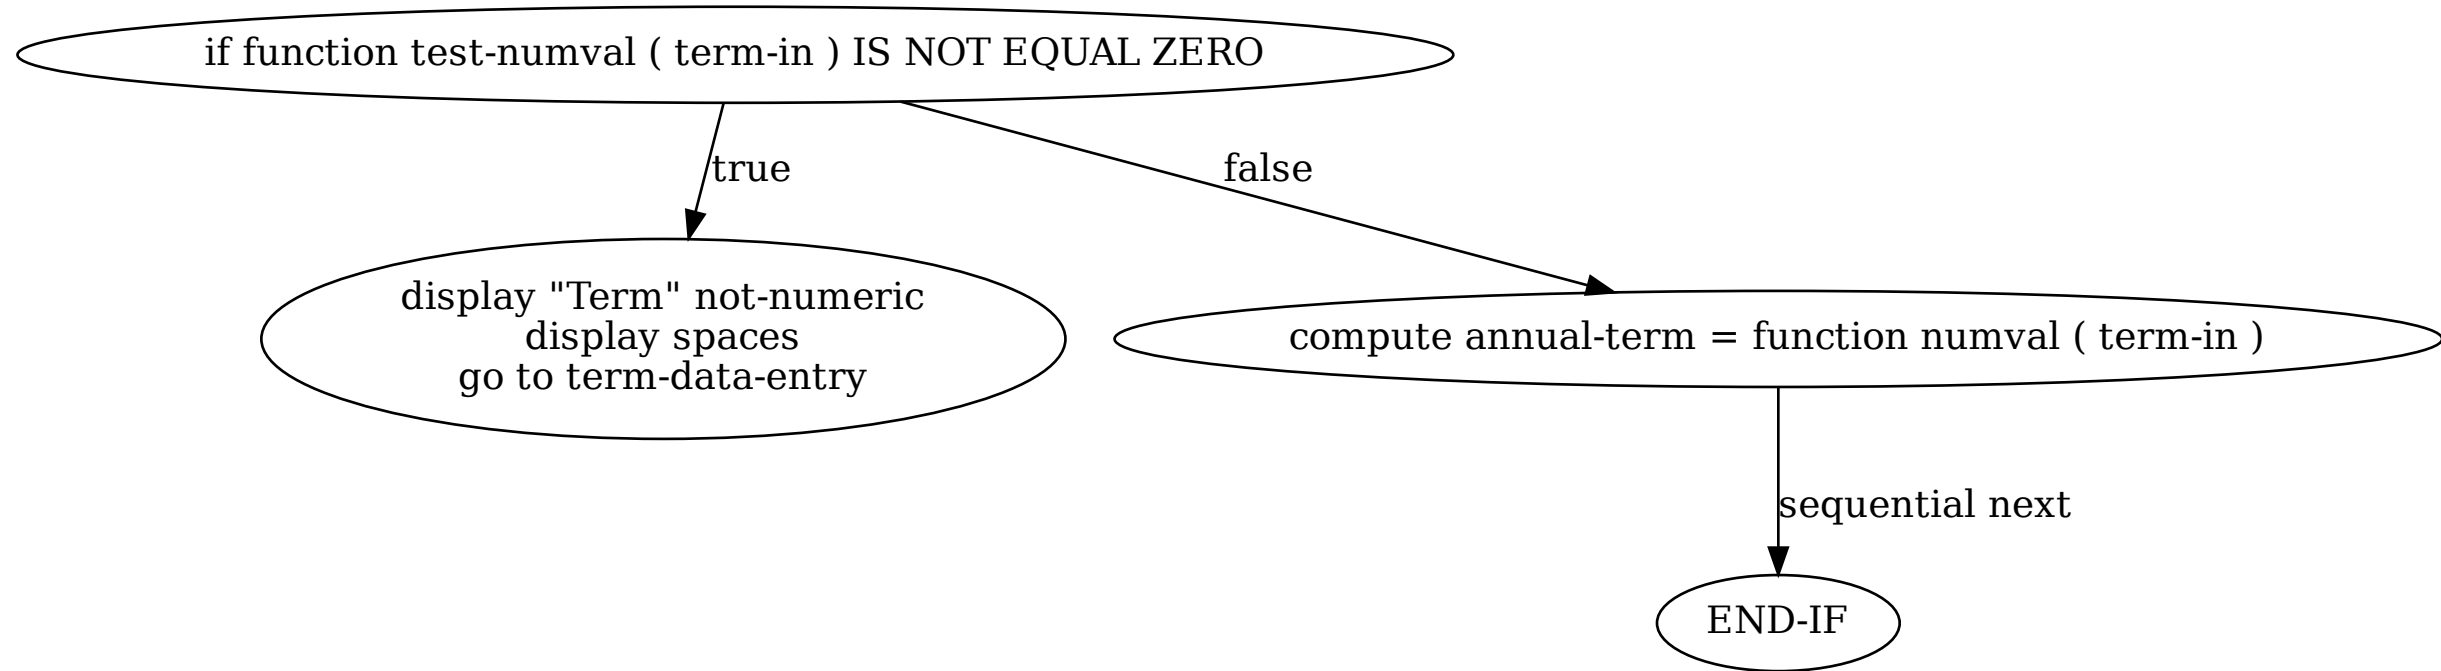 if function test-numval ( term-in ) IS NOT EQUAL ZERO
true
false
display "Term" not-numeric
display spaces
go to term-data-entry
compute annual-term = function numval ( term-in )
sequential next
END-IF